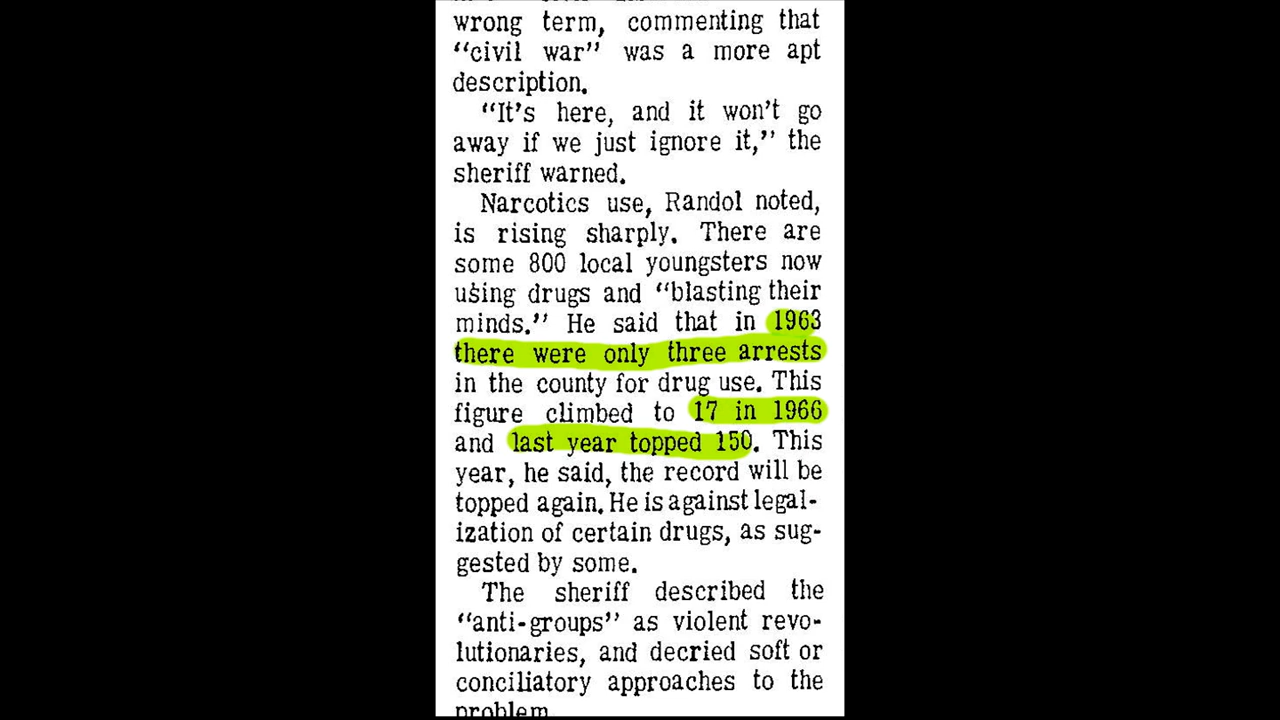 wrong term, commenting that
“civil war” was a more apt
description.
“It’s here, and it won’t go
away if we just ignore it,” the
sheriff warned.
Narcotics use, Randol noted,
is rising sharply. There are
some 800 local youngsters now
using drugs and “blasting their
minds.” He said that in 1963
there were only three arrests
in the county for drug use. This
figure climbed to 17 in 1966
and last year topped 150. This
year, he said, the record will be
topped again. He is against legal-
ization of certain drugs, as sug-
gested by some.
The sheriff described the
“anti-groups” as violent revo-
lutionaries, and decried soft or
conciliatory approaches to the
problem